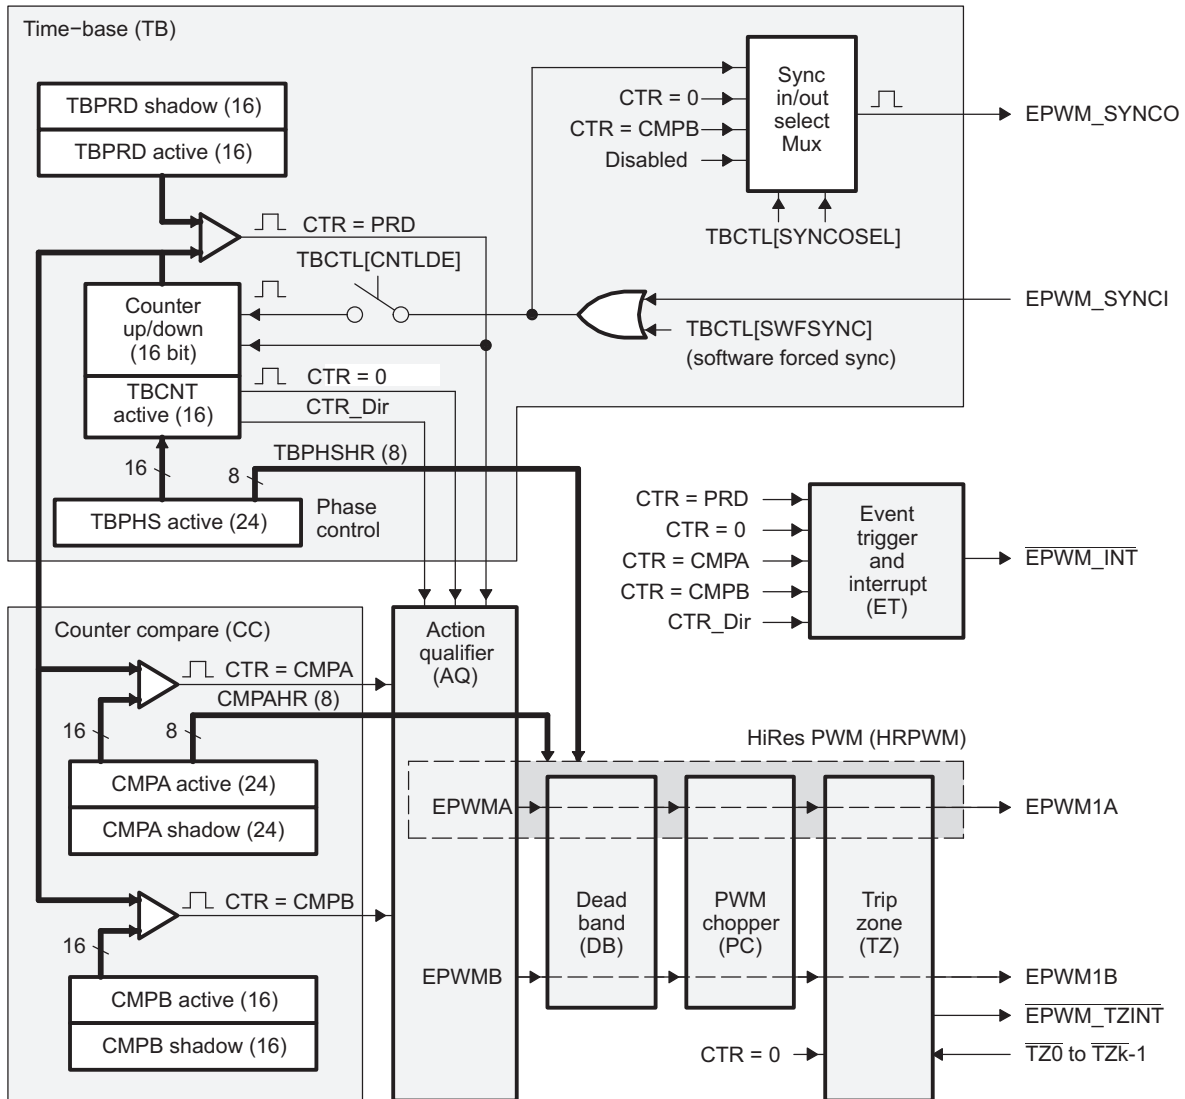 Time−base (TB)
TBPRD shadow (16)
TBPRD active (16)
CTR = PRD
TBCTL[CNTLDE]
Counter
up/down
(16 bit)
TBCNT
active (16)
CTR = 0
CTR_Dir
16
8
TBPHSHR (8)
TBPHS active (24)
Phase
control
Sync
in/out
select
Mux
CTR = 0
CTR = CMPB
Disabled
TBCTL[SYNCOSEL]
EPWM_SYNCO
EPWM_SYNCI
TBCTL[SWFSYNC]
(software forced sync)
CTR = PRD
CTR = 0
CTR = CMPA
CTR = CMPB
CTR_Dir
Event
trigger
and
interrupt
(ET)
EPWM_INT
Counter compare (CC)
CTR = CMPA
CMPAHR (8)
16
8
CMPA active (24)
CMPA shadow (24)
CTR = CMPB
16
CMPB active (16)
CMPB shadow (16)
Action
qualifier
(AQ)
HiRes PWM (HRPWM)
EPWMA
EPWMB
Dead
band
(DB)
PWM
chopper
(PC)
Trip
zone
(TZ)
CTR = 0
EPWM1A
EPWM1B
EPWM_TZINT
TZ0 to TZk-1